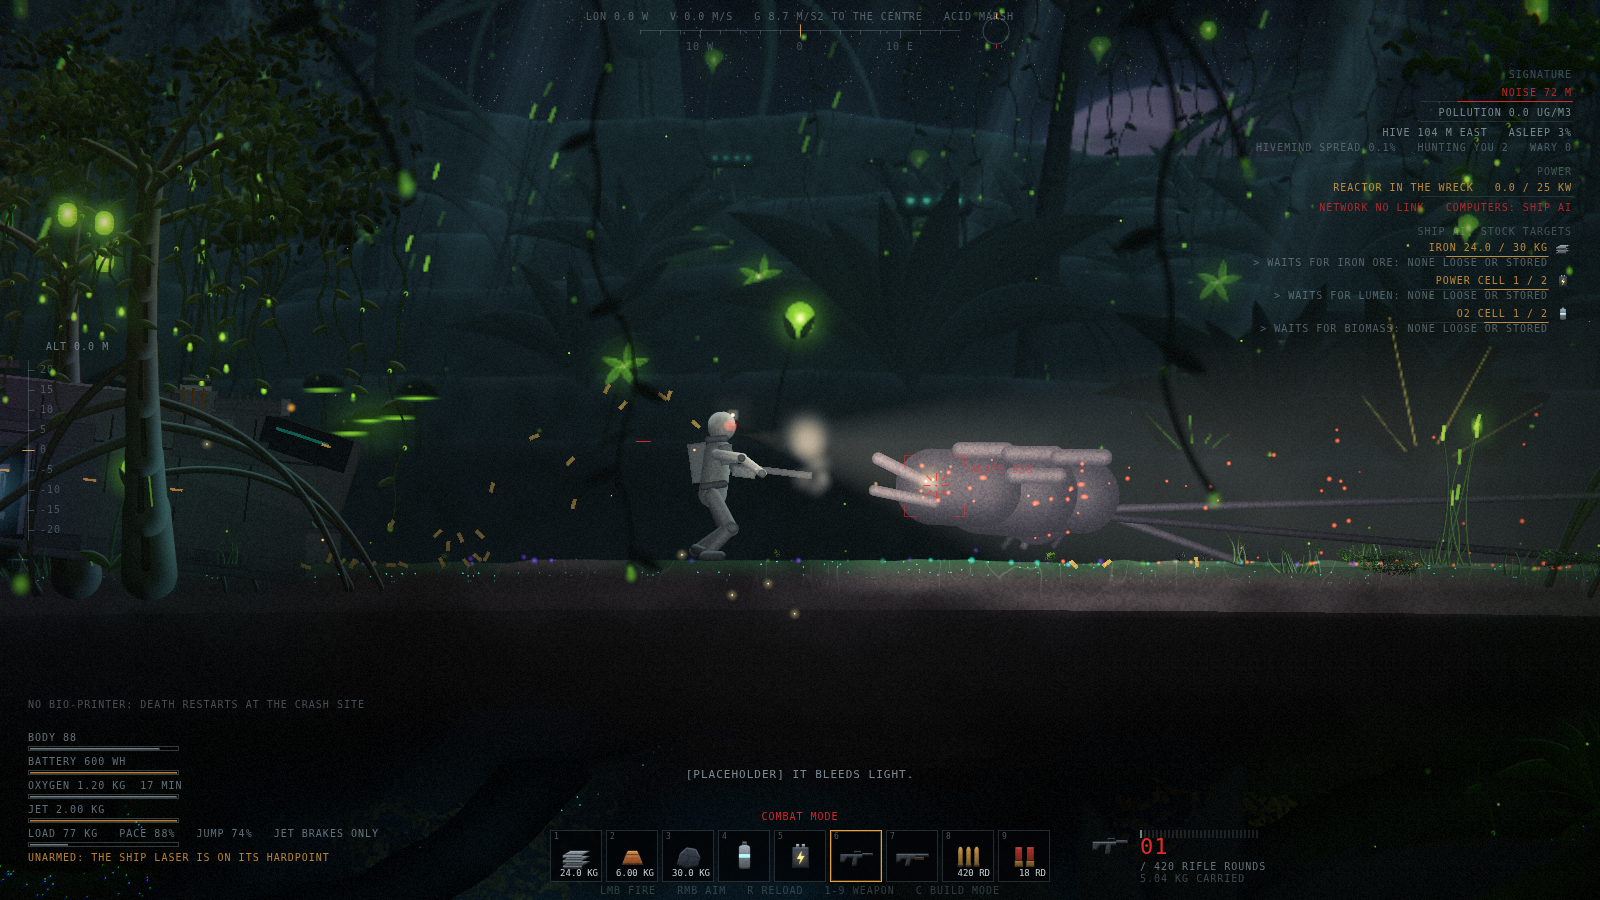 LON 0.0 W   V 0.0 M/S   G 8.7 M/S2 TO THE CENTRE   ACID MARSH
10 W   0   10 E
SIGNATURE
NOISE 72 M
POLLUTION 0.0 UG/M3
HIVE 104 M EAST   ASLEEP 3%
HIVEMIND SPREAD 0.1%   HUNTING YOU 2   WARY 0
POWER
REACTOR IN THE WRECK   0.0 / 25 KW
NETWORK NO LINK   COMPUTERS: SHIP AI
SHIP AI STOCK TARGETS
IRON 24.0 / 30 KG
> WAITS FOR IRON ORE: NONE LOOSE OR STORED
POWER CELL 1 / 2
> WAITS FOR LUMEN: NONE LOOSE OR STORED
O2 CELL 1 / 2
> WAITS FOR BIOMASS: NONE LOOSE OR STORED
ALT 0.0 M
20
15
10
5
0
-5
-10
-15
-20
NO BIO-PRINTER: DEATH RESTARTS AT THE CRASH SITE
BODY 88
BATTERY 600 WH
OXYGEN 1.20 KG  17 MIN
JET 2.00 KG
LOAD 77 KG   PACE 88%   JUMP 74%   JET BRAKES ONLY
UNARMED: THE SHIP LASER IS ON ITS HARDPOINT
[PLACEHOLDER] IT BLEEDS LIGHT.
COMBAT MODE
1 2 3 4 5 6 7 8 9
24.0 KG   6.00 KG   30.0 KG   420 RD   18 RD
LMB FIRE   RMB AIM   R RELOAD   1-9 WEAPON   C BUILD MODE
01
/ 420 RIFLE ROUNDS
5.04 KG CARRIED